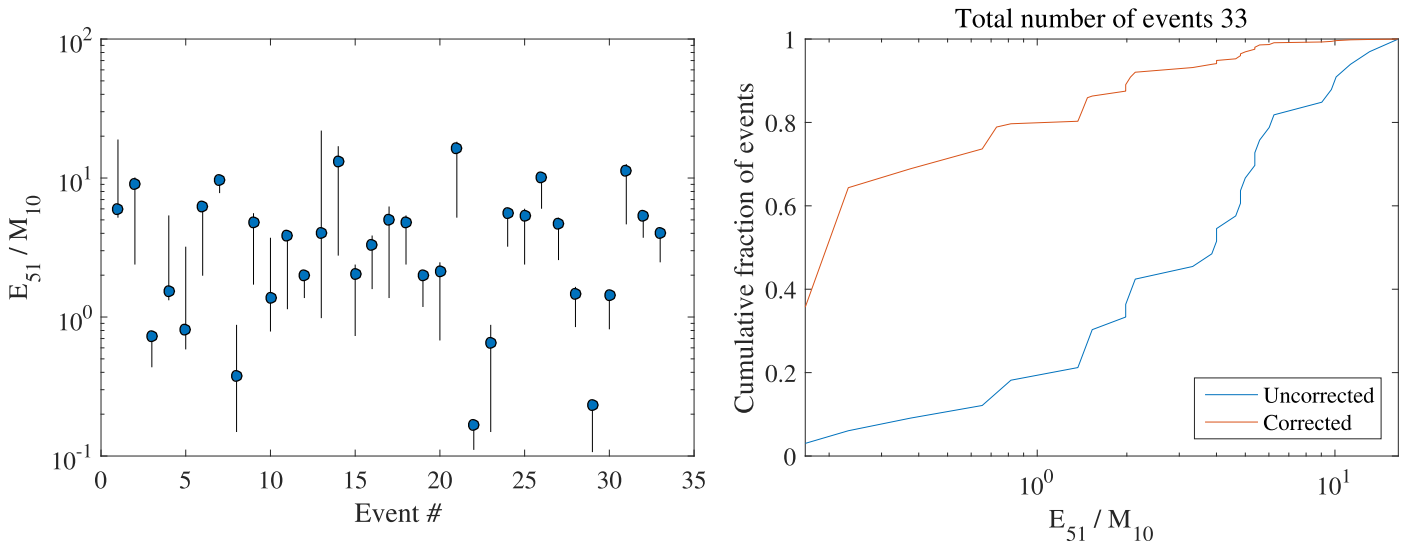 10^2
10^1
10^0
10^-1
E_51 / M_10
0 5 10 15 20 25 30 35
Event #
Total number of events 33
1
0.8
0.6
0.4
0.2
0
Cumulative fraction of events
Uncorrected
Corrected
10^0 10^1
E_51 / M_10